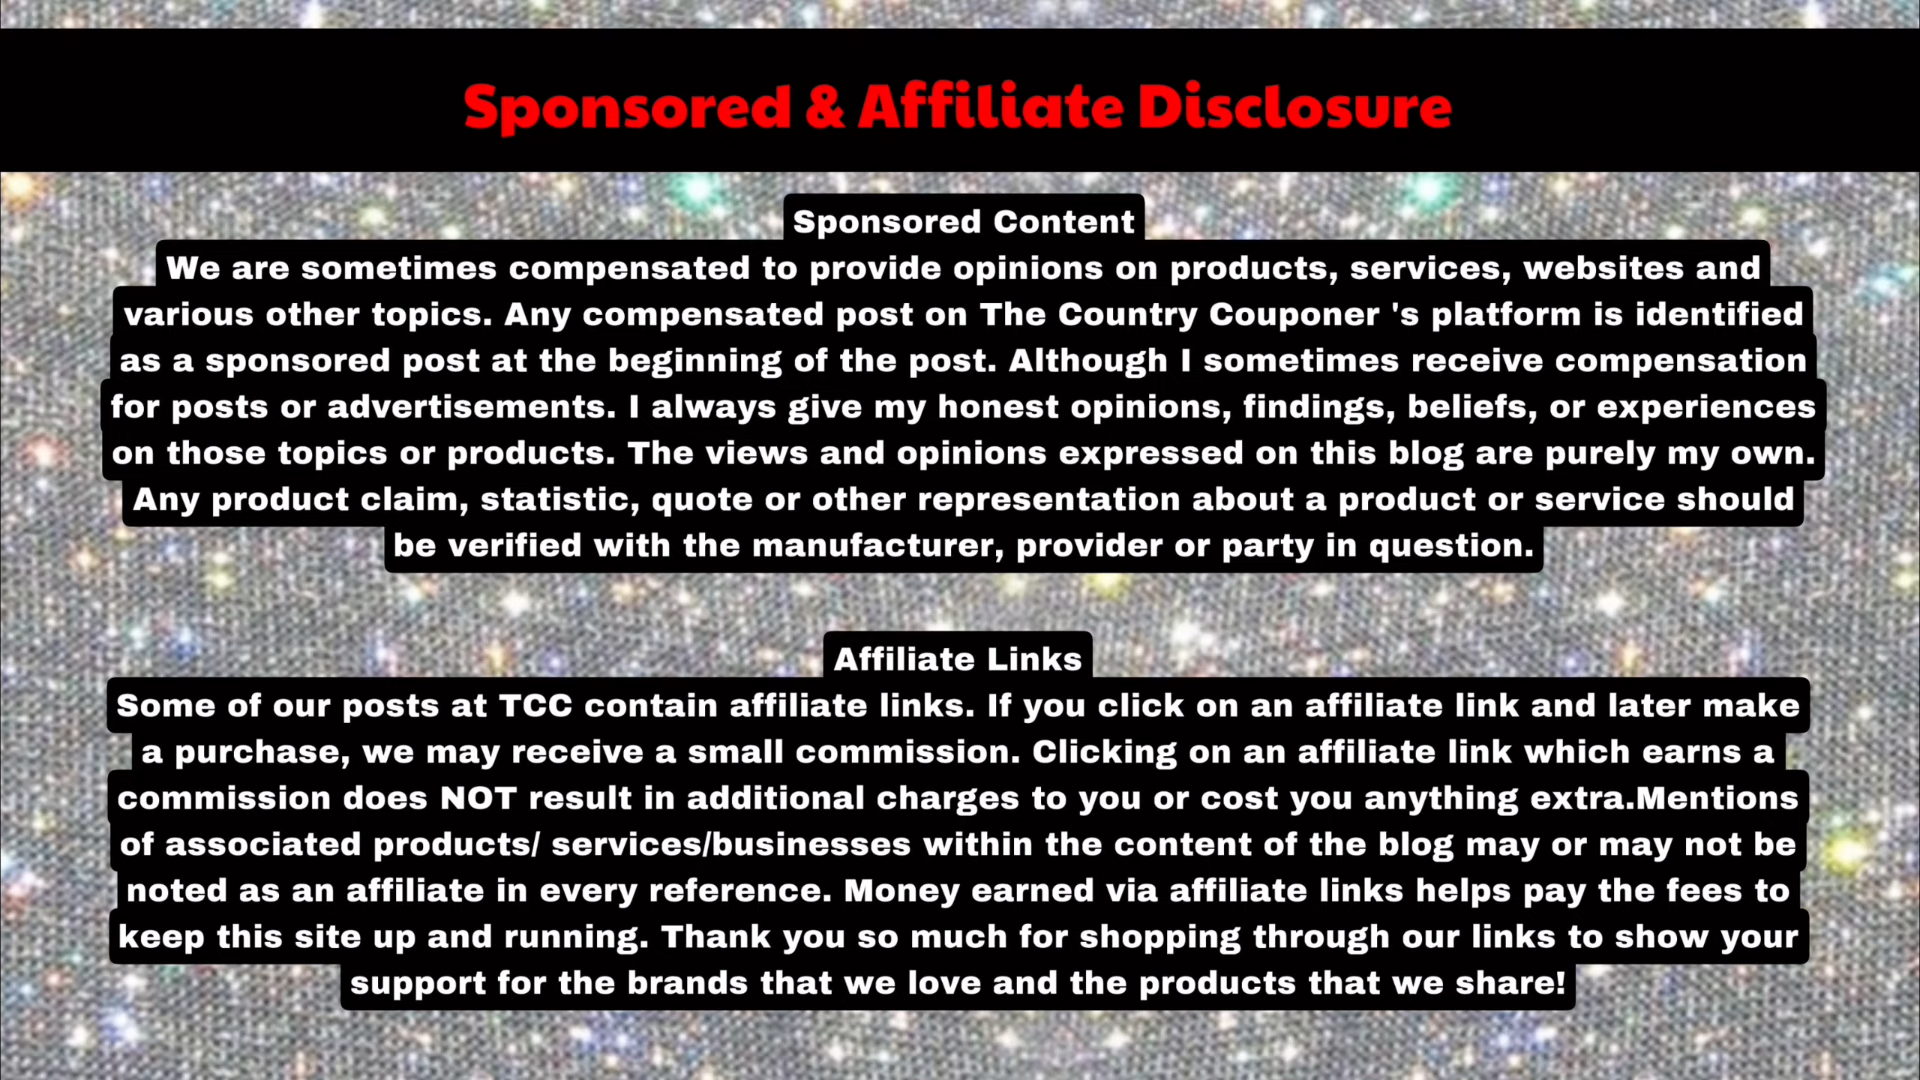 Sponsored & Affiliate Disclosure
Sponsored Content
We are sometimes compensated to provide opinions on products, services, websites and
various other topics. Any compensated post on The Country Couponer 's platform is identified
as a sponsored post at the beginning of the post. Although I sometimes receive compensation
for posts or advertisements. I always give my honest opinions, findings, beliefs, or experiences
on those topics or products. The views and opinions expressed on this blog are purely my own.
Any product claim, statistic, quote or other representation about a product or service should
be verified with the manufacturer, provider or party in question.
Affiliate Links
Some of our posts at TCC contain affiliate links. If you click on an affiliate link and later make
a purchase, we may receive a small commission. Clicking on an affiliate link which earns a
commission does NOT result in additional charges to you or cost you anything extra.Mentions
of associated products/ services/businesses within the content of the blog may or may not be
noted as an affiliate in every reference. Money earned via affiliate links helps pay the fees to
keep this site up and running. Thank you so much for shopping through our links to show your
support for the brands that we love and the products that we share!